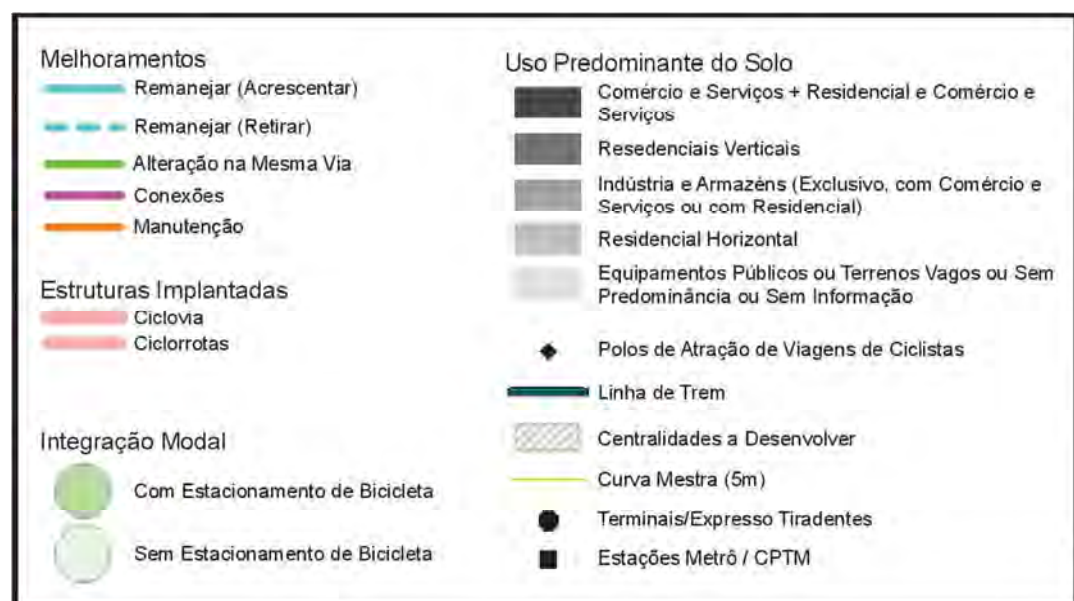 Melhoramentos
Remanejar (Acrescentar)
Remanejar (Retirar)
Alteração na Mesma Via
Conexões
Manutenção
Estruturas Implantadas
Ciclovia
Ciclorrotas
Integração Modal
Com Estacionamento de Bicicleta
Sem Estacionamento de Bicicleta
Uso Predominante do Solo
Comércio e Serviços + Residencial e Comércio e
Serviços
Resedenciais Verticais
Indústria e Armazéns (Exclusivo, com Comércio e
Serviços ou com Residencial)
Residencial Horizontal
Equipamentos Públicos ou Terrenos Vagos ou Sem
Predominância ou Sem Informação
Polos de Atração de Viagens de Ciclistas
Linha de Trem
Centralidades a Desenvolver
Curva Mestra (5m)
Terminais/Expresso Tiradentes
Estações Metrô / CPTM